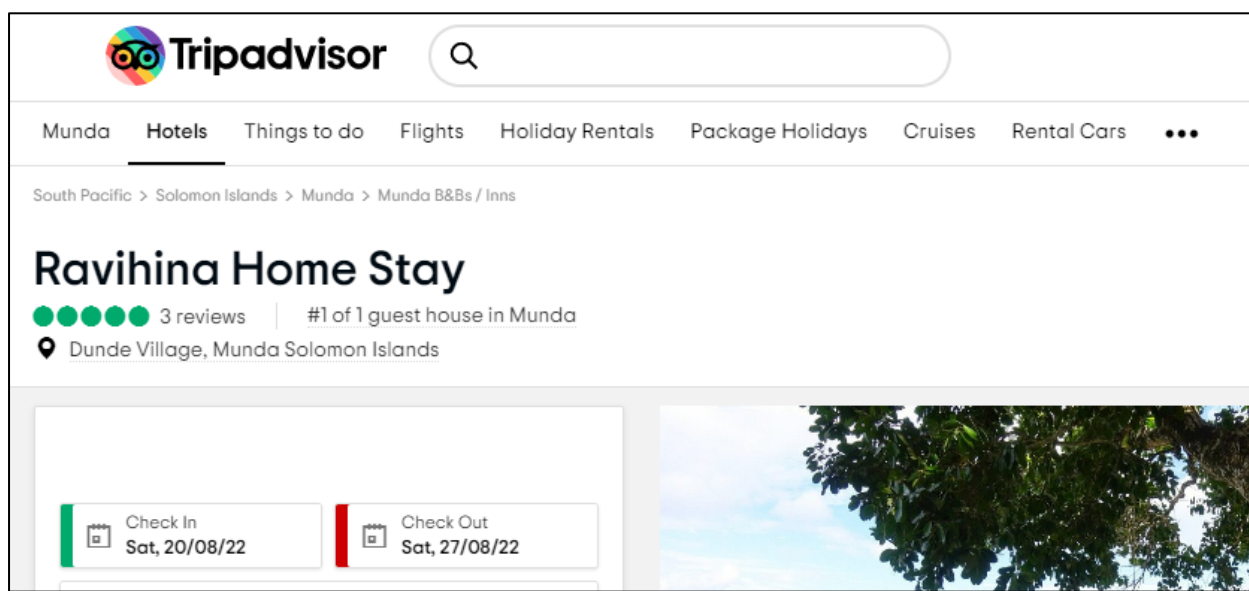 Tripadvisor
Munda Hotels Things to do Flights Holiday Rentals Package Holidays Cruises Rental Cars •••
South Pacific > Solomon Islands > Munda > Munda B&Bs / Inns
Ravihina Home Stay
3 reviews #1 of 1 guest house in Munda
Dunde Village, Munda Solomon Islands
Check In Check Out
Sat, 20/08/22 Sat, 27/08/22